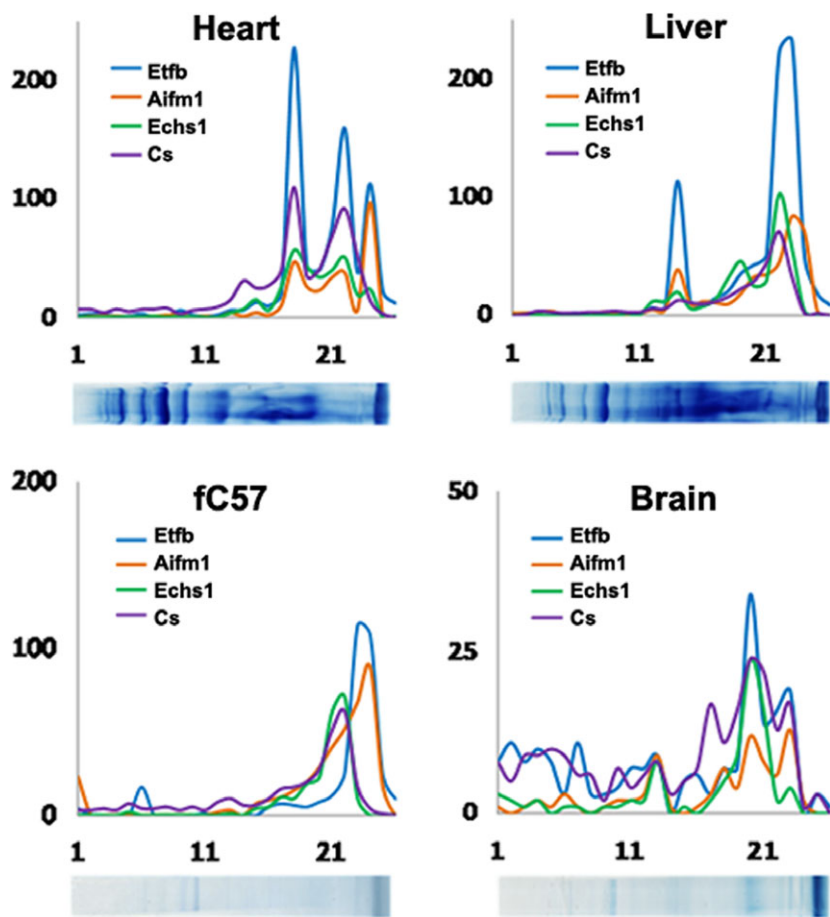 Heart
200
Etfb
Aifm1
Echs1
Cs
100
0
1 11 21
Liver
200
Etfb
Aifm1
Echs1
Cs
100
0
1 11 21
fC57
200
Etfb
Aifm1
Echs1
Cs
100
0
1 11 21
Brain
50
Etfb
Aifm1
Echs1
Cs
25
0
1 11 21